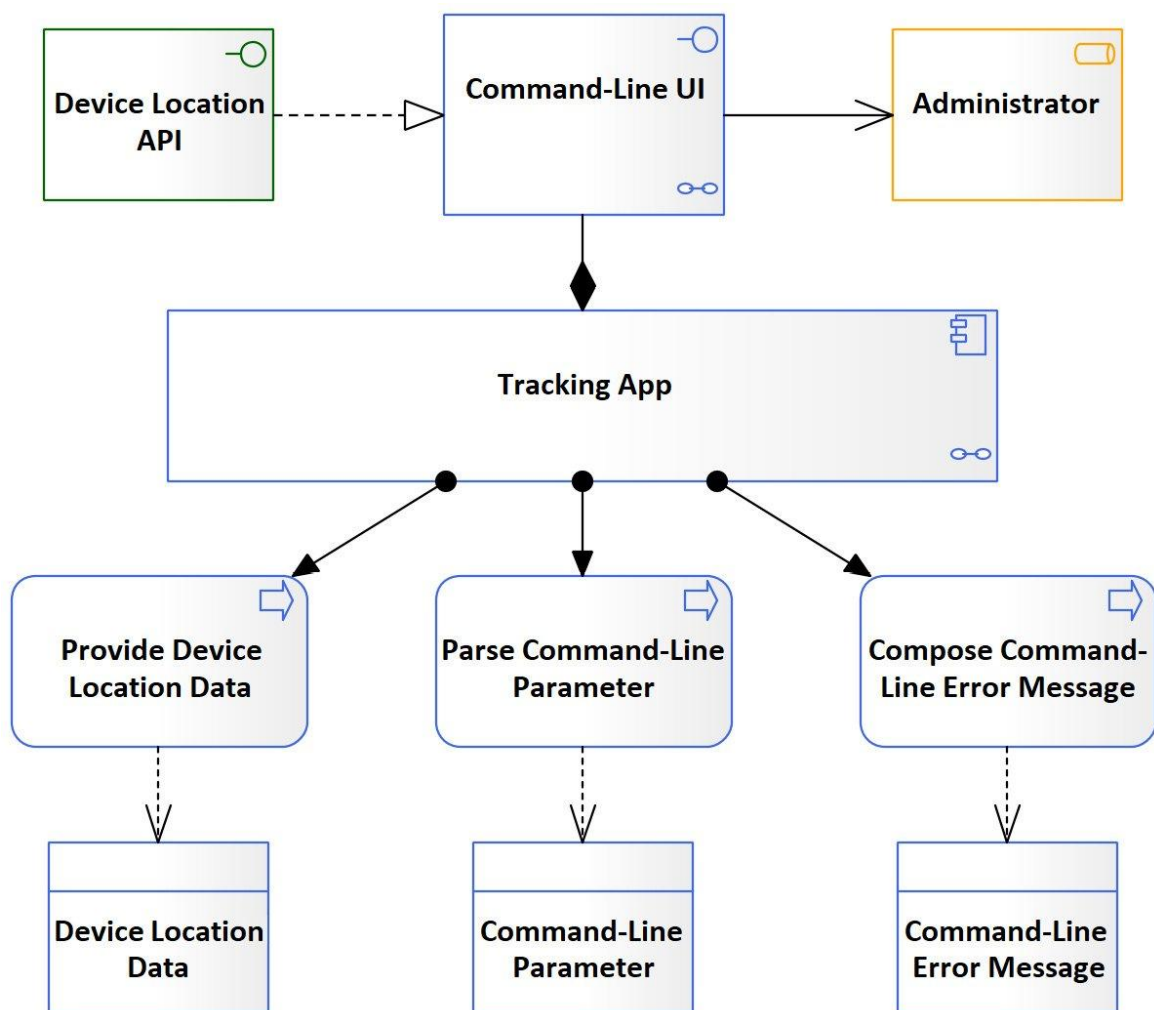 Device Location
API
Command-Line UI
Administrator
Tracking App
Provide Device
Location Data
Parse Command-Line
Parameter
Compose Command-
Line Error Message
Device Location
Data
Command-Line
Parameter
Command-Line
Error Message